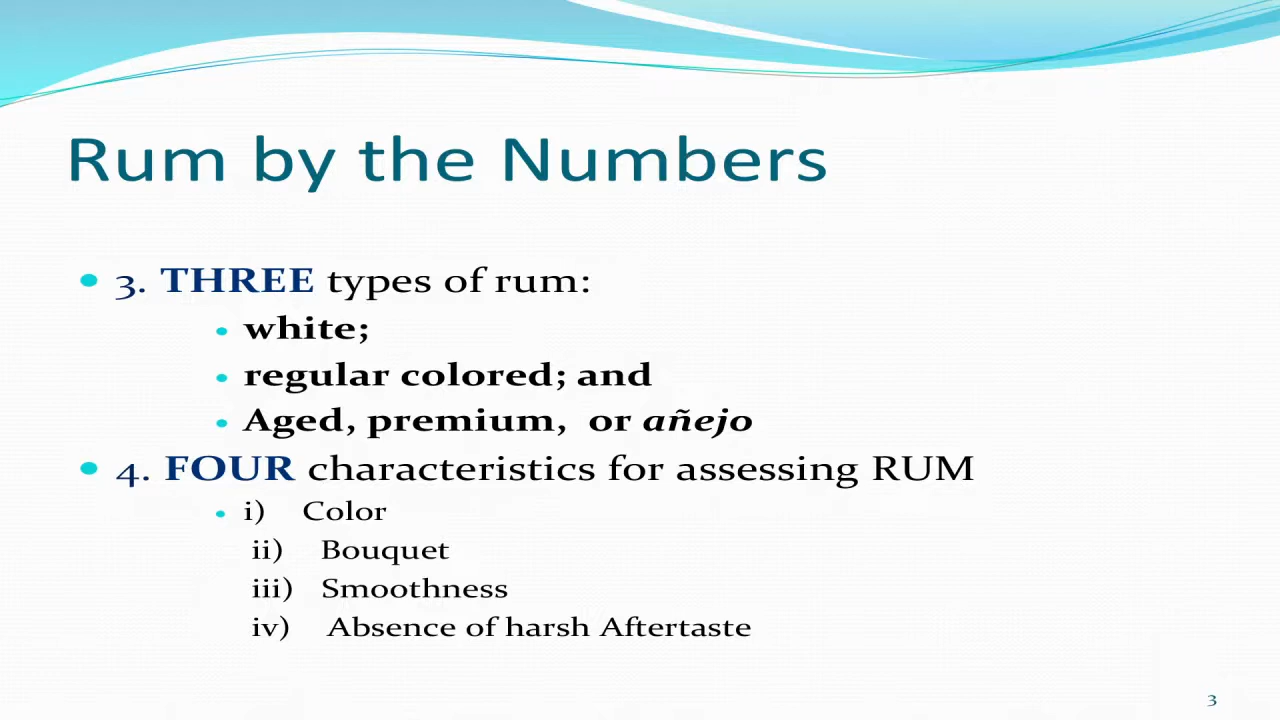 Rum by the Numbers
• 3. THREE types of rum:
• white;
• regular colored; and
• Aged, premium, or añejo
• 4. FOUR characteristics for assessing RUM
• i) Color
ii) Bouquet
iii) Smoothness
iv) Absence of harsh Aftertaste
3